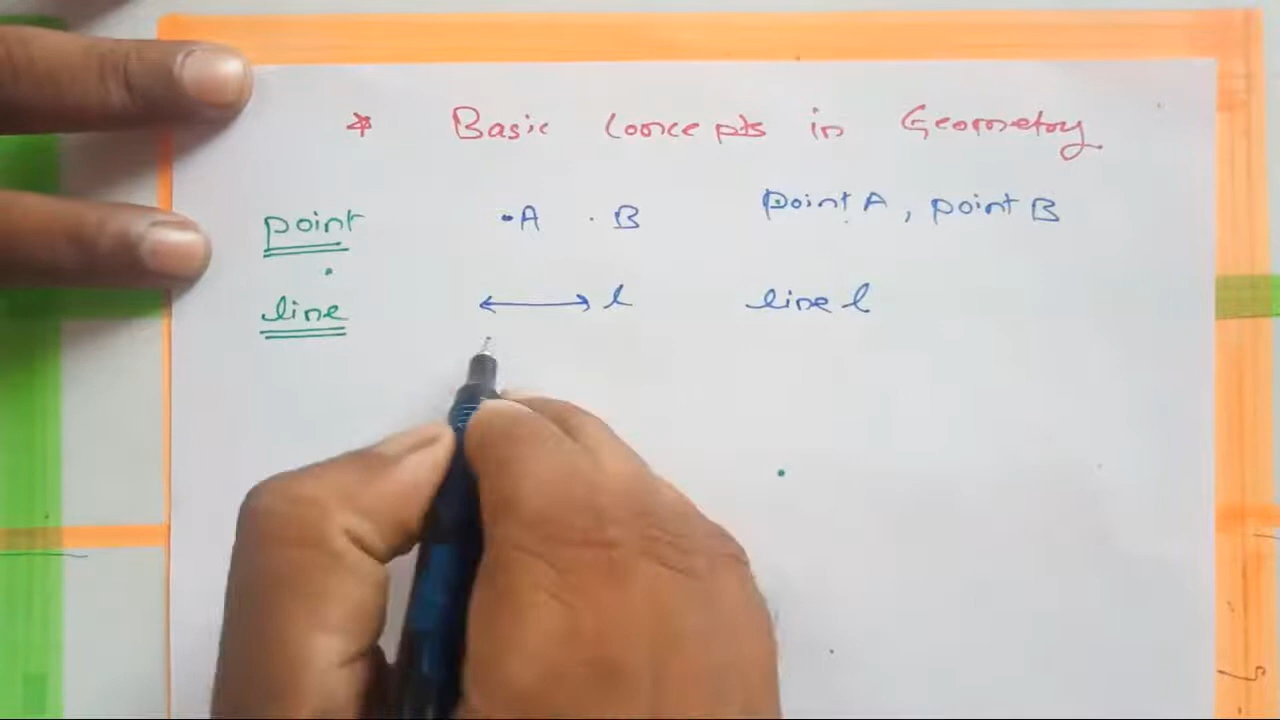 * Basic Concepts in Geometry
point •A . B point A, point B
line l line l